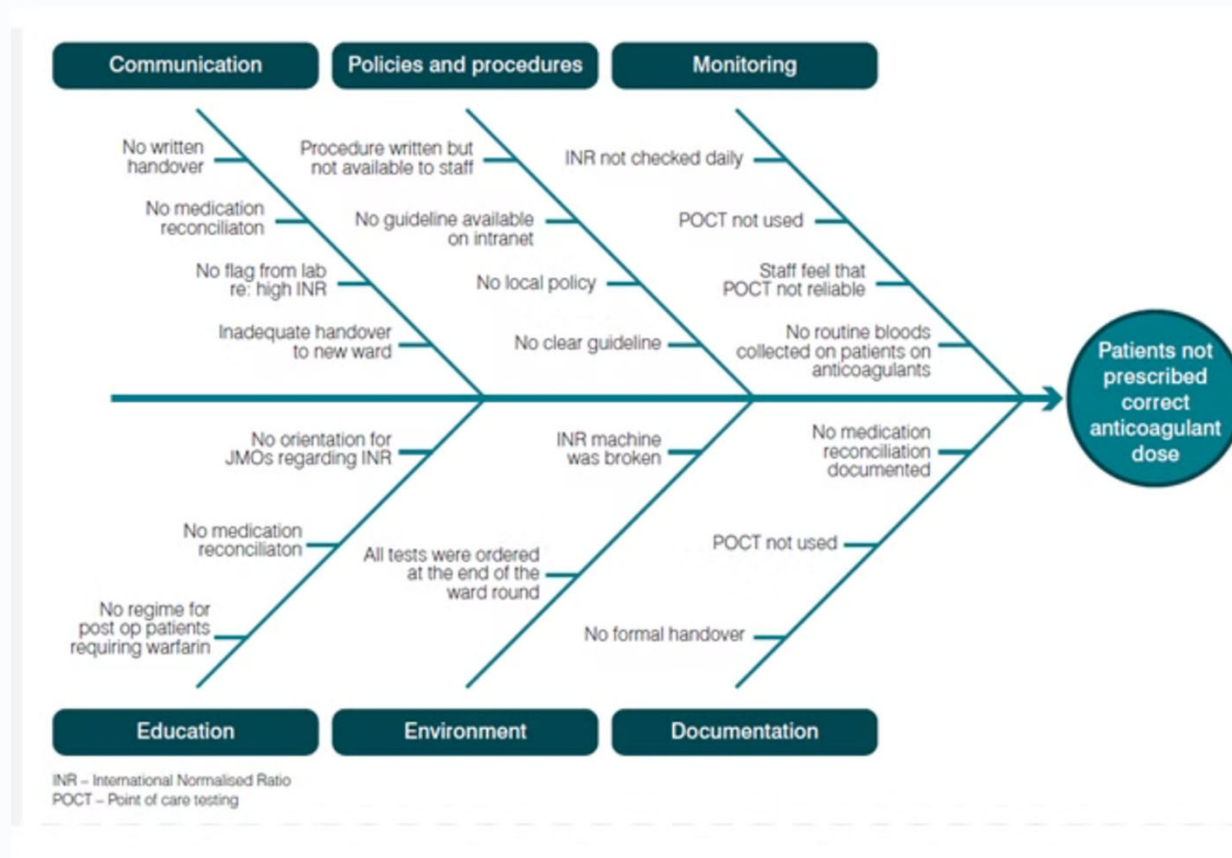 Communication
Policies and procedures
Monitoring
No written
handover
No medication
reconciliaton
No flag from lab
re: high INR
Inadequate handover
to new ward
Procedure written but
not available to staff
No guideline available
on intranet
No local policy
No clear guideline
INR not checked daily
POCT not used
Staff feel that
POCT not reliable
No routine bloods
collected on patients on
anticoagulants
Patients not
prescribed
correct
anticoagulant
dose
No orientation for
JMOs regarding INR
No medication
reconciliaton
No regime for
post op patients
requiring warfarin
INR machine
was broken
All tests were ordered
at the end of the
ward round
No medication
reconciliation
documented
POCT not used
No formal handover
Education
Environment
Documentation
INR – International Normalised Ratio
POCT – Point of care testing